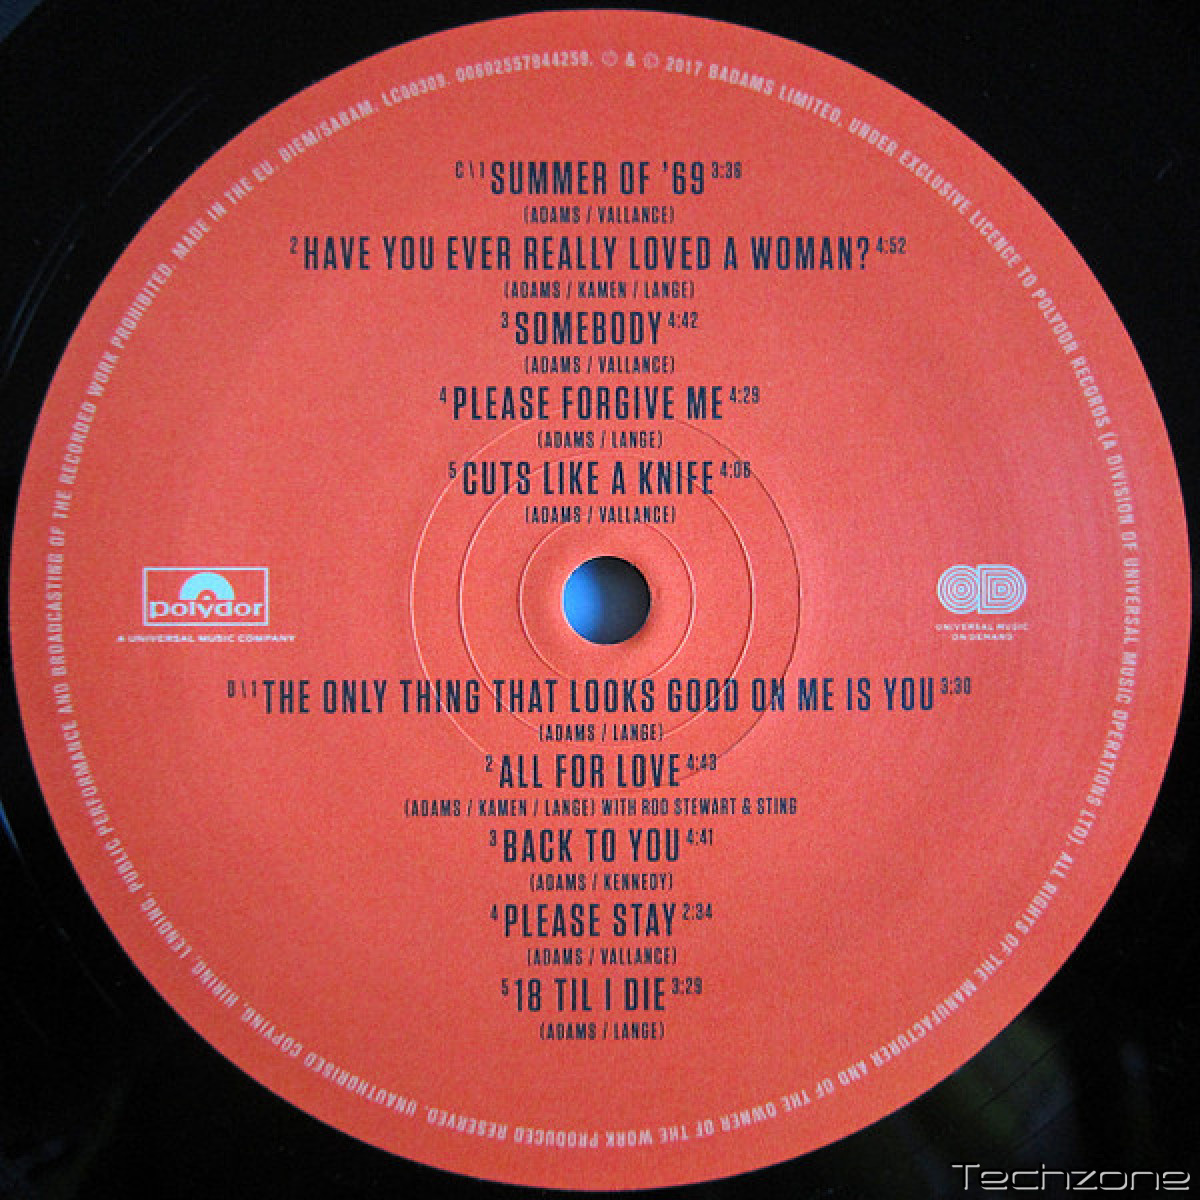 C\1 SUMMER OF '69 3:36
(ADAMS / VALLANCE)
2 HAVE YOU EVER REALLY LOVED A WOMAN? 4:52
(ADAMS / KAMEN / LANGE)
3 SOMEBODY 4:42
(ADAMS / VALLANCE)
4 PLEASE FORGIVE ME 4:29
(ADAMS / LANGE)
5 CUTS LIKE A KNIFE 4:06
(ADAMS / VALLANCE)
polydor
A UNIVERSAL MUSIC COMPANY
OD
UNIVERSAL MUSIC
ON DEMAND
D\1 THE ONLY THING THAT LOOKS GOOD ON ME IS YOU 3:30
(ADAMS / LANGE)
2 ALL FOR LOVE 4:43
(ADAMS / KAMEN / LANGE) WITH ROD STEWART & STING
3 BACK TO YOU 4:41
(ADAMS / KENNEDY)
4 PLEASE STAY 2:34
(ADAMS / VALLANCE)
5 18 TIL I DIE 3:29
(ADAMS / LANGE)
℗ & © 2017 BADAMS LIMITED, UNDER EXCLUSIVE LICENCE TO POLYDOR RECORDS (A DIVISION OF UNIVERSAL MUSIC OPERATIONS LTD). ALL RIGHTS OF THE MANUFACTURER AND OF THE OWNER OF THE WORK PRODUCED RESERVED. UNAUTHORISED COPYING, HIRING, LENDING, PUBLIC PERFORMANCE AND BROADCASTING OF THE RECORDED WORK PROHIBITED. MADE IN THE EU. BIEM/SABAM. LC00309. 00602557944259.
Techzone